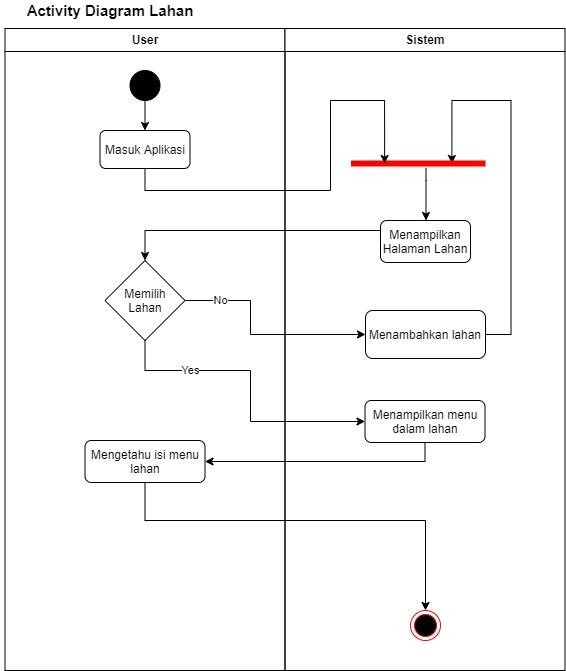 Activity Diagram Lahan
User
Sistem
Masuk Aplikasi
Menampilkan
Halaman Lahan
Memilih
Lahan
No
Menambahkan lahan
Yes
Menampilkan menu
dalam lahan
Mengetahu isi menu
lahan